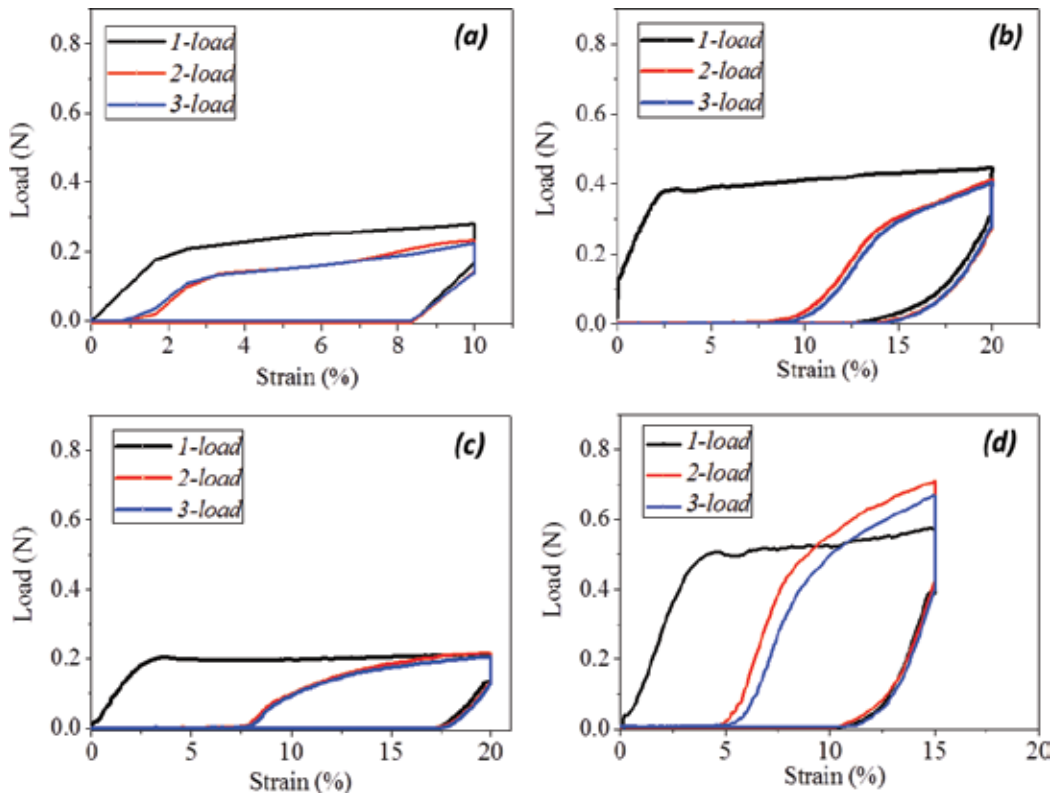 (a)
1-load
2-load
3-load
Load (N)
0.8
0.6
0.4
0.2
0.0
0 2 4 6 8 10
Strain (%)
(b)
1-load
2-load
3-load
Load (N)
0.8
0.6
0.4
0.2
0.0
0 5 10 15 20
Strain (%)
(c)
1-load
2-load
3-load
Load (N)
0.8
0.6
0.4
0.2
0.0
0 5 10 15 20
Strain (%)
(d)
1-load
2-load
3-load
Load (N)
0.8
0.6
0.4
0.2
0.0
0 5 10 15 20
Strain (%)